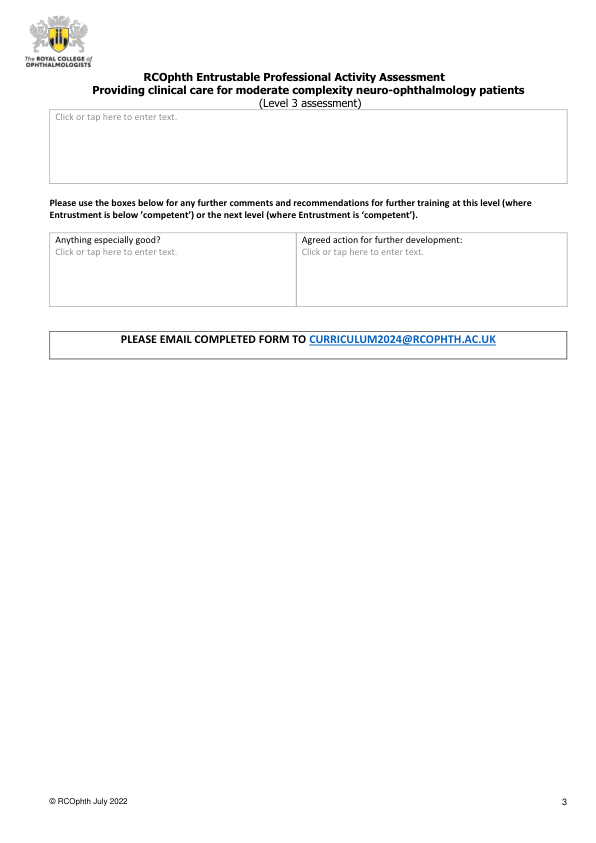 The ROYAL COLLEGE of
OPHTHALMOLOGISTS
RCOphth Entrustable Professional Activity Assessment
Providing clinical care for moderate complexity neuro-ophthalmology patients
(Level 3 assessment)
Click or tap here to enter text.
Please use the boxes below for any further comments and recommendations for further training at this level (where
Entrustment is below ‘competent’) or the next level (where Entrustment is ‘competent’).
Anything especially good?
Click or tap here to enter text.
Agreed action for further development:
Click or tap here to enter text.
PLEASE EMAIL COMPLETED FORM TO CURRICULUM2024@RCOPHTH.AC.UK
© RCOphth July 2022
3